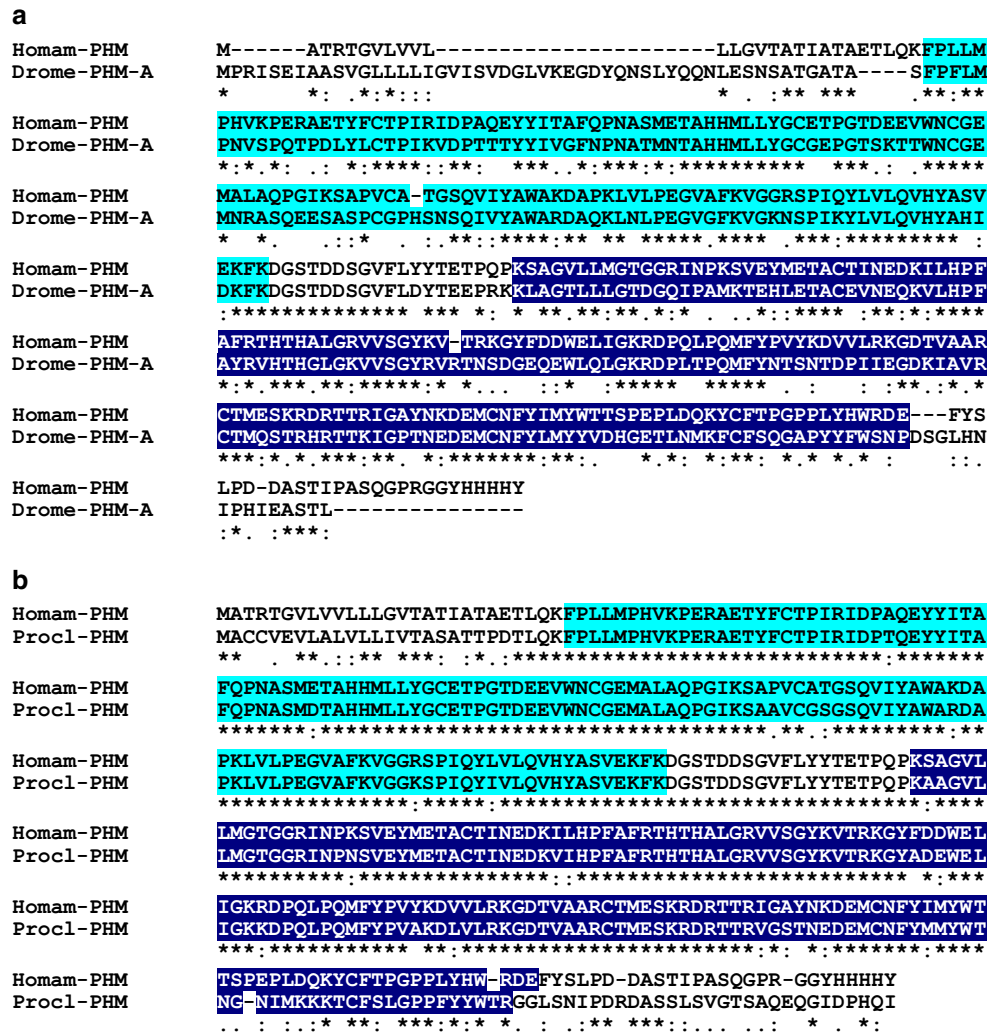 a
Homam-PHM M------ATRTGVLVVL----------------------LLGVTATIATAETLQKFPLLM
Drome-PHM-A MPRISEIAASVGLLLLIGVISVDGLVKEGDYQNSLYQQNLESNSATGATA----SFPFLM
* *: .*:*::: * . :** *** .**:**
Homam-PHM PHVKPERAETYFCTPIRIDPAQEYYITAFQPNASMETAHHMLLYGCETPGTDEEVWNCGE
Drome-PHM-A PNVSPQTPDLYLCTPIKVDPTTTYYIVGFNPNATMNTAHHMLLYGCGEPGTSKTTWNCGE
*:*.*: .: *:****::**: ***..*:***:*:********** ***.: .*****
Homam-PHM MALAQPGIKSAPVCA-TGSQVIYAWAKDAPKLVLPEGVAFKVGGRSPIQYLVLQVHYASV
Drome-PHM-A MNRASQEESASPCGPHSNSQIVYAWARDAQKLNLPEGVGFKVGKNSPIKYLVLQVHYAHI
* *. .::* . :.**::****:** ** *****.**** .***:********* :
Homam-PHM EKFKDGSTDDSGVFLYYTETPQPKSAGVLLMGTGGRINPKSVEYMETACTINEDKILHPF
Drome-PHM-A DKFKDGSTDDSGVFLDYTEEPRKKLAGTLLLGTDGQIPAMKTEHLETACEVNEQKVLHPF
:************** *** *: * **.**:**.*:* . ..*::**** :**:*:****
Homam-PHM AFRTHTHALGRVVSGYKV-TRKGYFDDWELIGKRDPQLPQMFYPVYKDVVLRKGDTVAAR
Drome-PHM-A AYRVHTHGLGKVVSGYRVRTNSDGEQEWLQLGKRDPLTPQMFYNTSNTDPIIEGDKIAVR
*:*.***.**:*****:* *... ::* :***** ***** . : : :**.:*.*
Homam-PHM CTMESKRDRTTRIGAYNKDEMCNFYIMYWTTSPEPLDQKYCFTPGPPLYHWRDE---FYS
Drome-PHM-A CTMQSTRHRTTKIGPTNEDEMCNFYLMYYVDHGETLNMKFCFSQGAPYYFWSNPDSGLHN
***:*.*.***:**. *:*******:**:. *.*: *:**: *.* *.* : ::.
Homam-PHM LPD-DASTIPASQGPRGGYHHHHY
Drome-PHM-A IPHIEASTL---------------
:*. :***:
b
Homam-PHM MATRTGVLVVLLLGVTATIATAETLQKFPLLMPHVKPERAETYFCTPIRIDPAQEYYITA
Procl-PHM MACCVEVLALVLLIVTASATTPDTLQKFPLLMPHVKPERAETYFCTPIRIDPTQEYYITA
** . **.::** ***: :*.:*****************************:*******
Homam-PHM FQPNASMETAHHMLLYGCETPGTDEEVWNCGEMALAQPGIKSAPVCATGSQVIYAWAKDA
Procl-PHM FQPNASMDTAHHMLLYGCETPGTDEEVWNCGEMALAQPGIKSAAVCGSGSQVIYAWARDA
*******:***********************************.**.:*********:**
Homam-PHM PKLVLPEGVAFKVGGRSPIQYLVLQVHYASVEKFKDGSTDDSGVFLYYTETPQPKSAGVL
Procl-PHM PKLVLPEGVAFKVGGKSPIQYIVLQVHYASVEKFKDGSTDDSGVFLYYTETPQPKAAGVL
***************:*****:*********************************:****
Homam-PHM LMGTGGRINPKSVEYMETACTINEDKILHPFAFRTHTHALGRVVSGYKVTRKGYFDDWEL
Procl-PHM LMGTGGRINPNSVEYMETACTINEDKVIHPFAFRTHTHALGRVVSGYKVTRKGYADEWEL
**********:***************::************************** *:***
Homam-PHM IGKRDPQLPQMFYPVYKDVVLRKGDTVAARCTMESKRDRTTRIGAYNKDEMCNFYIMYWT
Procl-PHM IGKKDPQLPQMFYPVAKDLVLRKGDTVAARCTMESKRDRTTRVGSTNEDEMCNFYMMYWT
***:*********** **:***********************:*: *:*******:****
Homam-PHM TSPEPLDQKYCFTPGPPLYHW-RDEFYSLPD-DASTIPASQGPR-GGYHHHHY
Procl-PHM NG-NIMKKKTCFSLGPPFYYWTRGGLSNIPDRDASSLSVGTSAQEQGIDPHQI
.. : :.:* **: ***:*:* *. : .:** ***::... .: * . *: